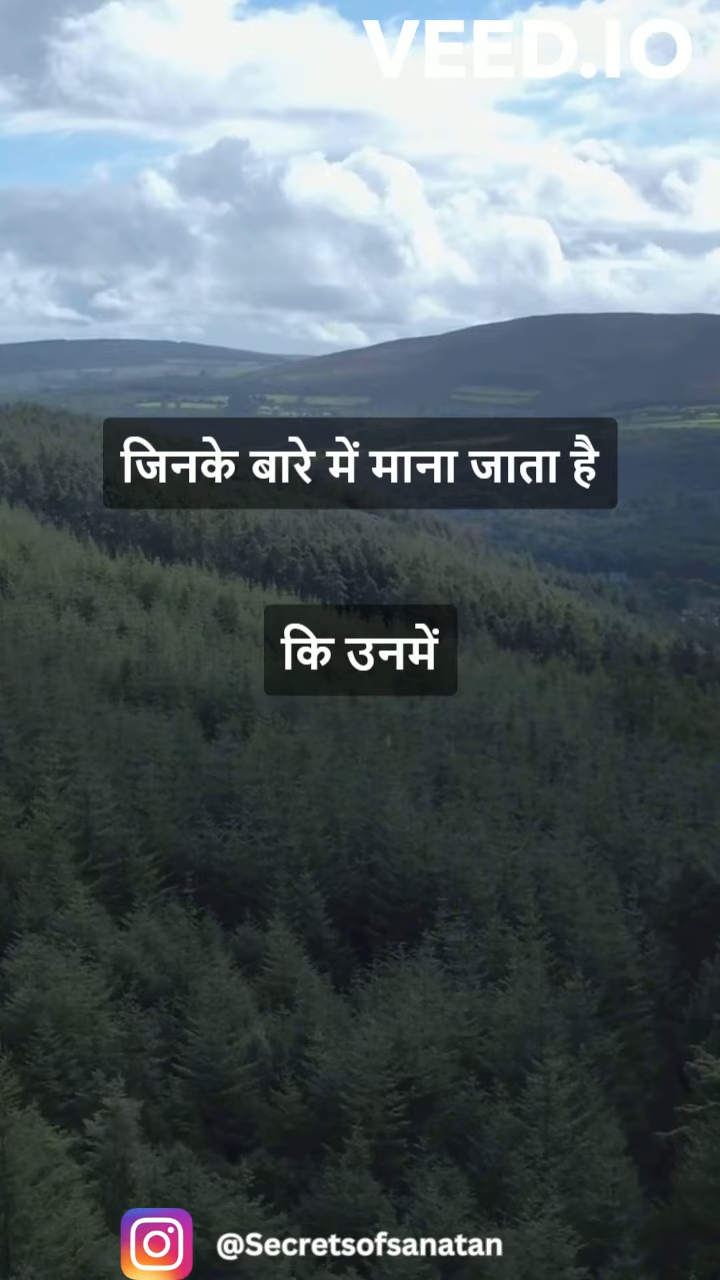 VEED.IO
जिनके बारे में माना जाता है
कि उनमें
@Secretsofsanatan